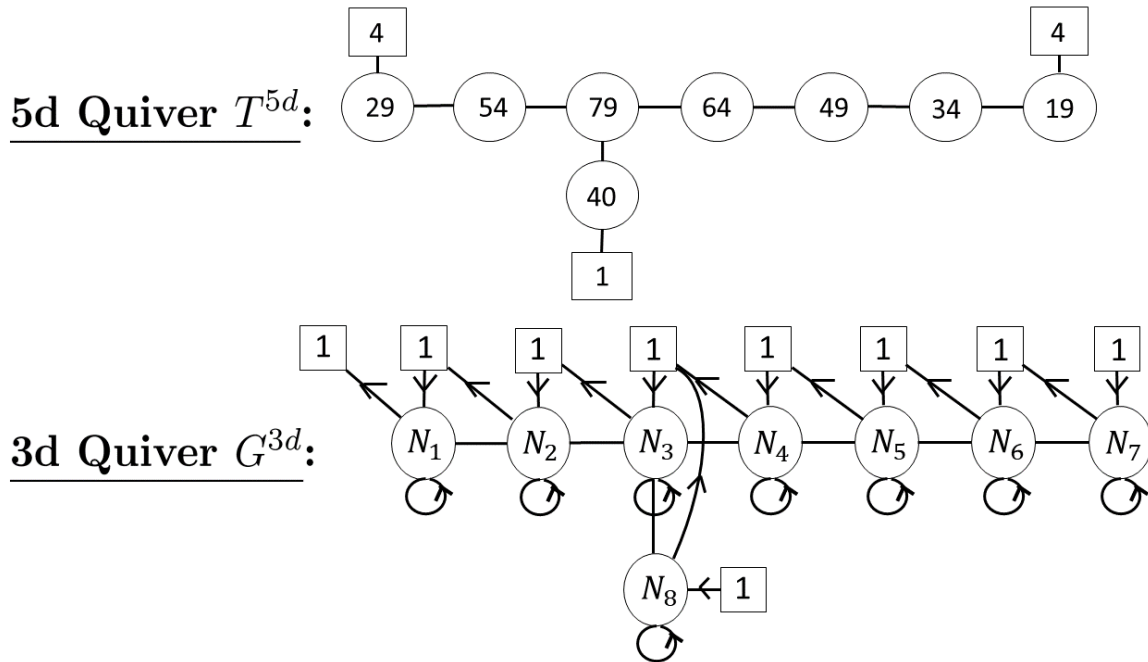 4 4
5d Quiver T^{5d}: 29 54 79 64 49 34 19
40
1
1 1 1 1 1 1 1 1
3d Quiver G^{3d}: N_1 N_2 N_3 N_4 N_5 N_6 N_7
N_8 1